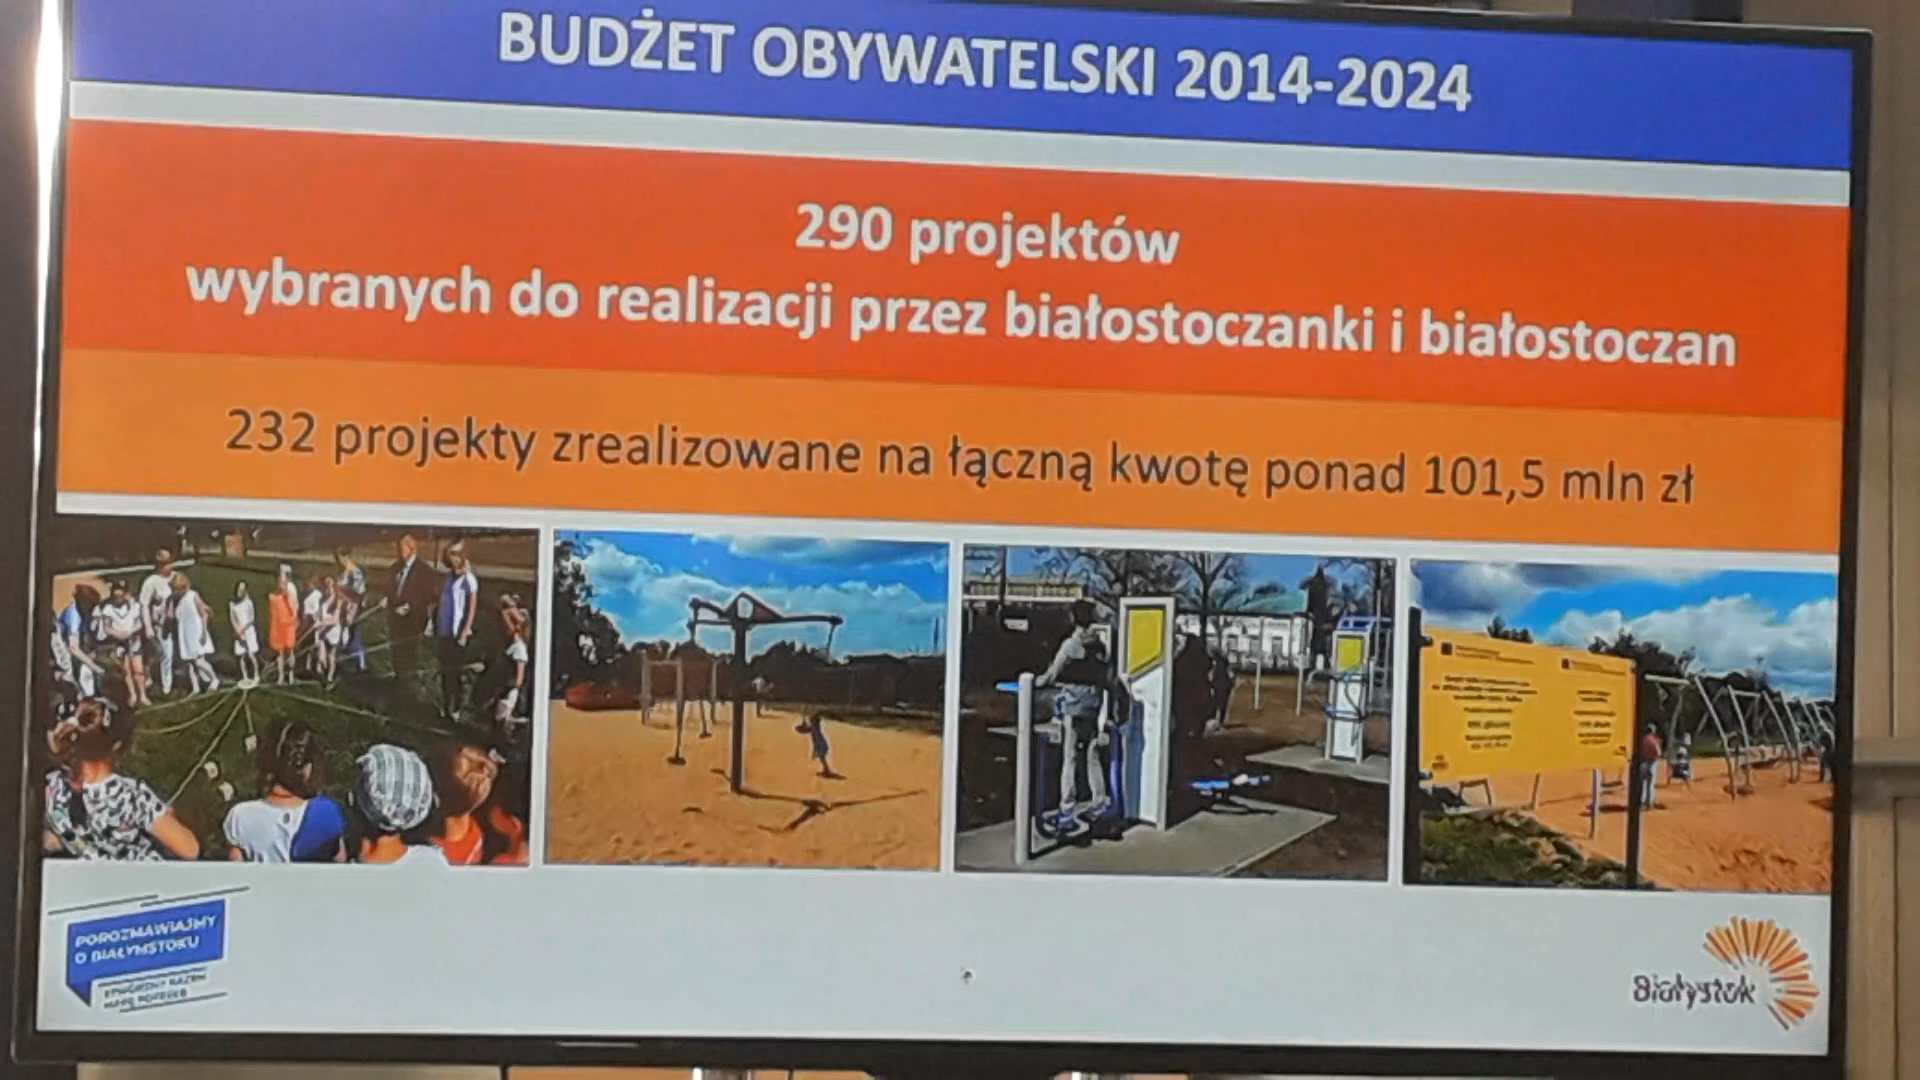 BUDŻET OBYWATELSKI 2014-2024
290 projektów
wybranych do realizacji przez białostoczanki i białostoczan
232 projekty zrealizowane na łączną kwotę ponad 101,5 mln zł
POROZMAWIAJMY
O BIAŁYMSTOKU
Białystok